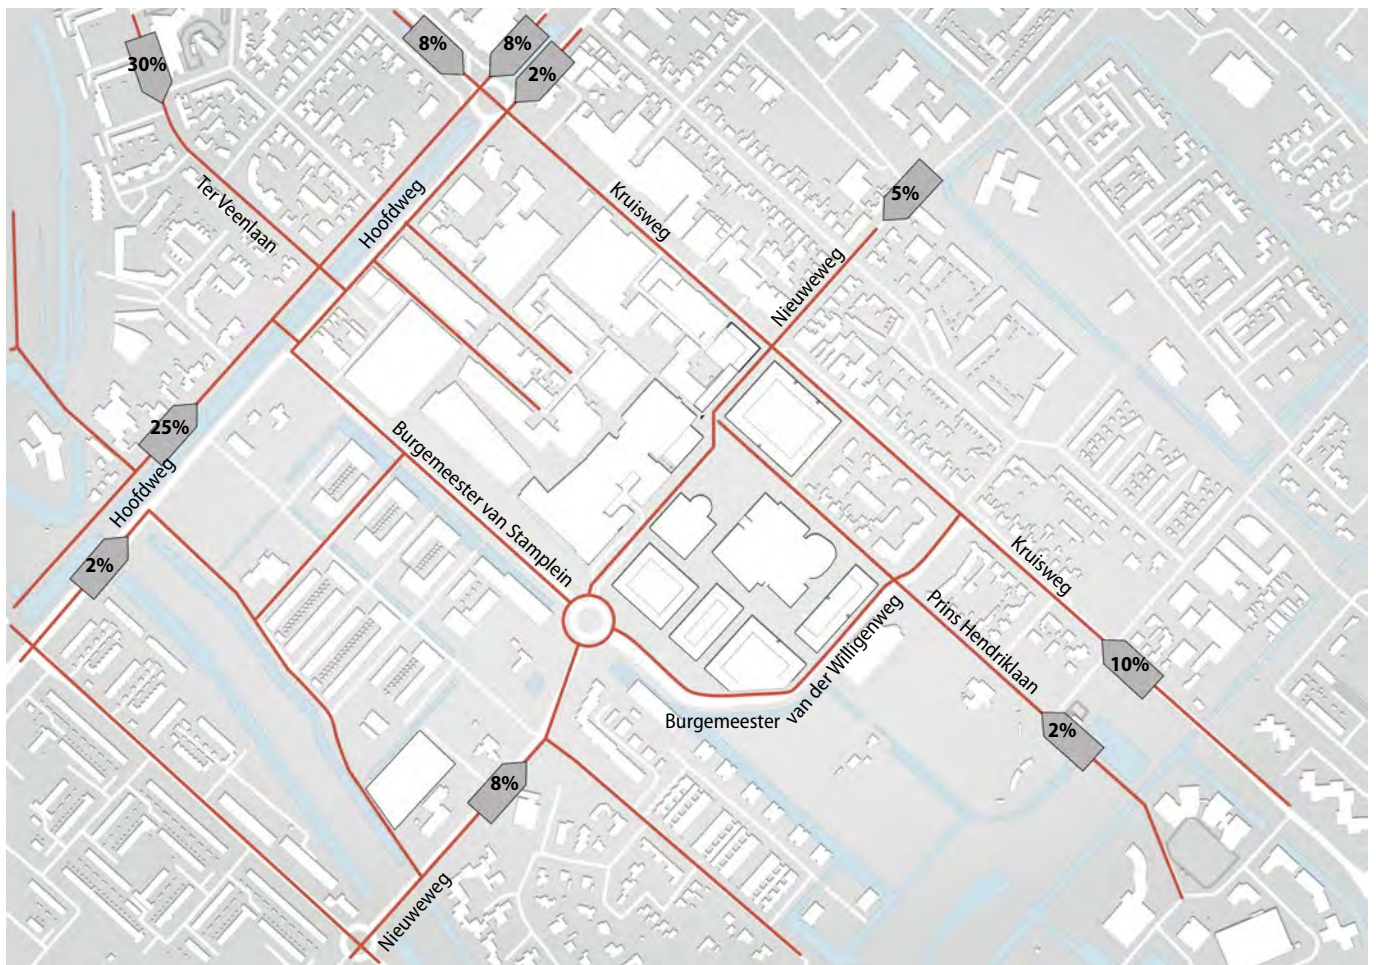 8%
8%
30%
2%
Ter Veenlaan
Hoofdweg
Kruisweg
5%
Nieuweweg
25%
Hoofdweg
Burgemeester van Stamplein
2%
Kruisweg
Prins Hendriklaan
10%
van der Willigenweg
Burgemeester
2%
8%
Nieuweweg